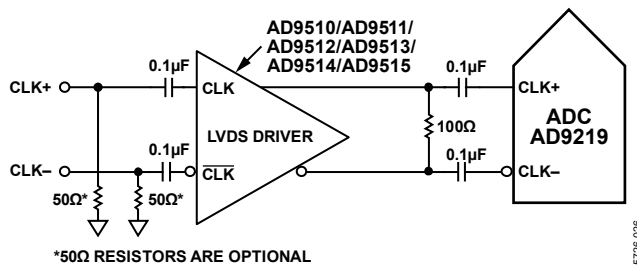 AD9510/AD9511/
AD9512/AD9513/
AD9514/AD9515
0.1µF
0.1µF
CLK+
CLK
CLK+
ADC
AD9219
LVDS DRIVER
100Ω
0.1µF
0.1µF
CLK–
CLK
CLK–
50Ω*
50Ω*
*50Ω RESISTORS ARE OPTIONAL